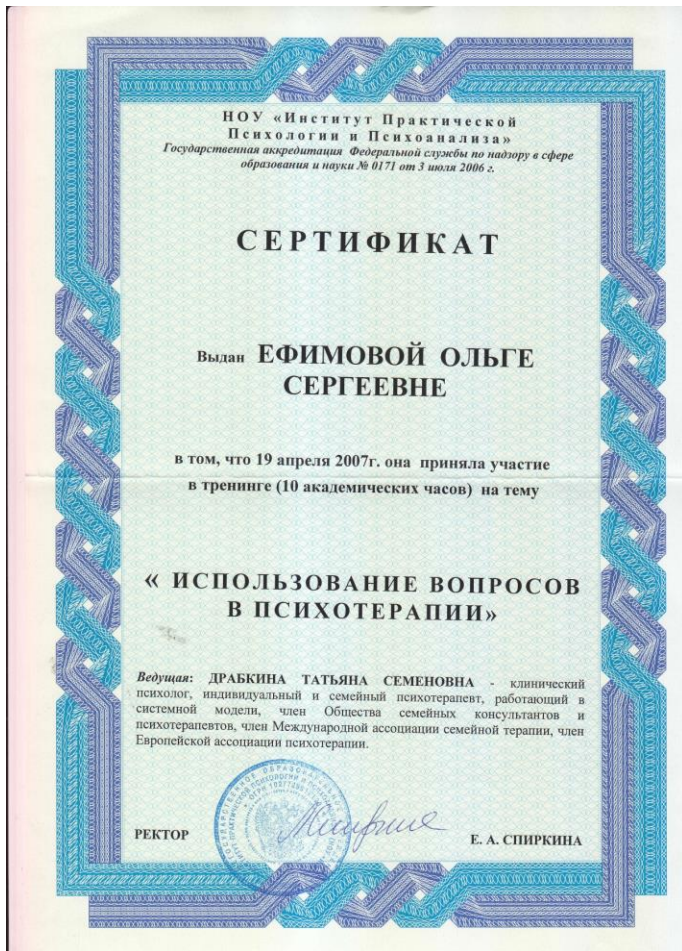 НОУ «Институт Практической
Психологии и Психоанализа»
Государственная аккредитация Федеральной службы по надзору в сфере
образования и науки № 0171 от 3 июля 2006 г.
СЕРТИФИКАТ
Выдан ЕФИМОВОЙ ОЛЬГЕ
СЕРГЕЕВНЕ
в том, что 19 апреля 2007г. она приняла участие
в тренинге (10 академических часов) на тему
« ИСПОЛЬЗОВАНИЕ ВОПРОСОВ
В ПСИХОТЕРАПИИ»
Ведущая: ДРАБКИНА ТАТЬЯНА СЕМЕНОВНА - клинический
психолог, индивидуальный и семейный психотерапевт, работающий в
системной модели, член Общества семейных консультантов и
психотерапевтов, член Международной ассоциации семейной терапии, член
Европейской ассоциации психотерапии.
РЕКТОР
Е. А. СПИРКИНА